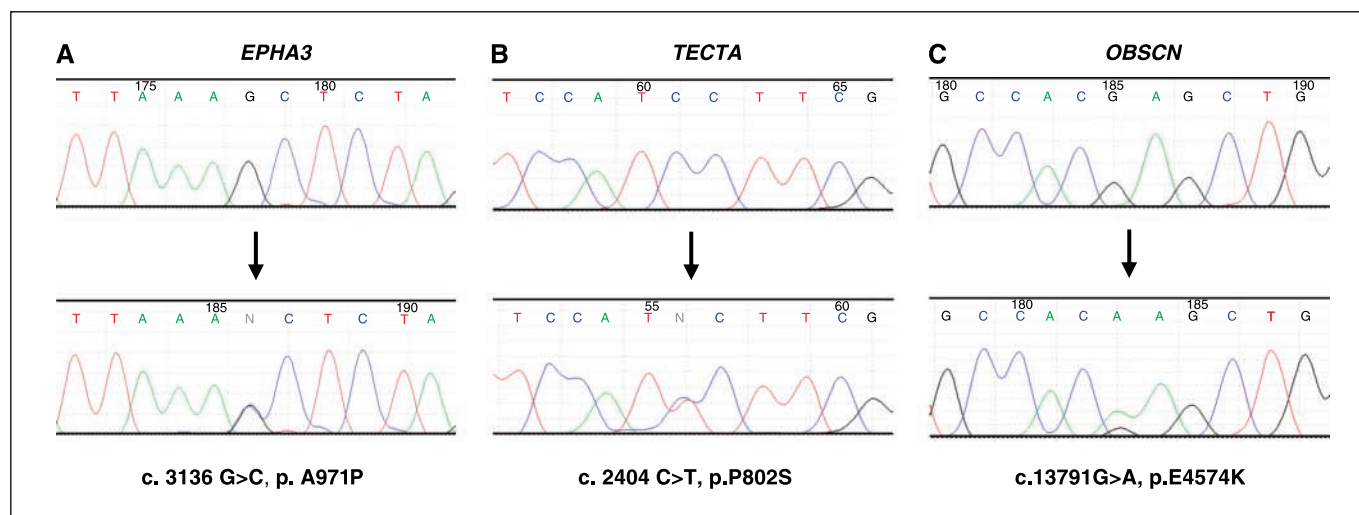 A EPHA3
175 180
T T A A A G C T C T A
185 190
T T A A A N C T C T A
c. 3136 G>C, p. A971P
B TECTA
60 65
T C C A T C C T T C G
55 60
T C C A T N C T T C G
c. 2404 C>T, p.P802S
C OBSCN
180 185 190
G C C A C G A G C T G
180 185
G C C A C A A G C T G
c.13791G>A, p.E4574K